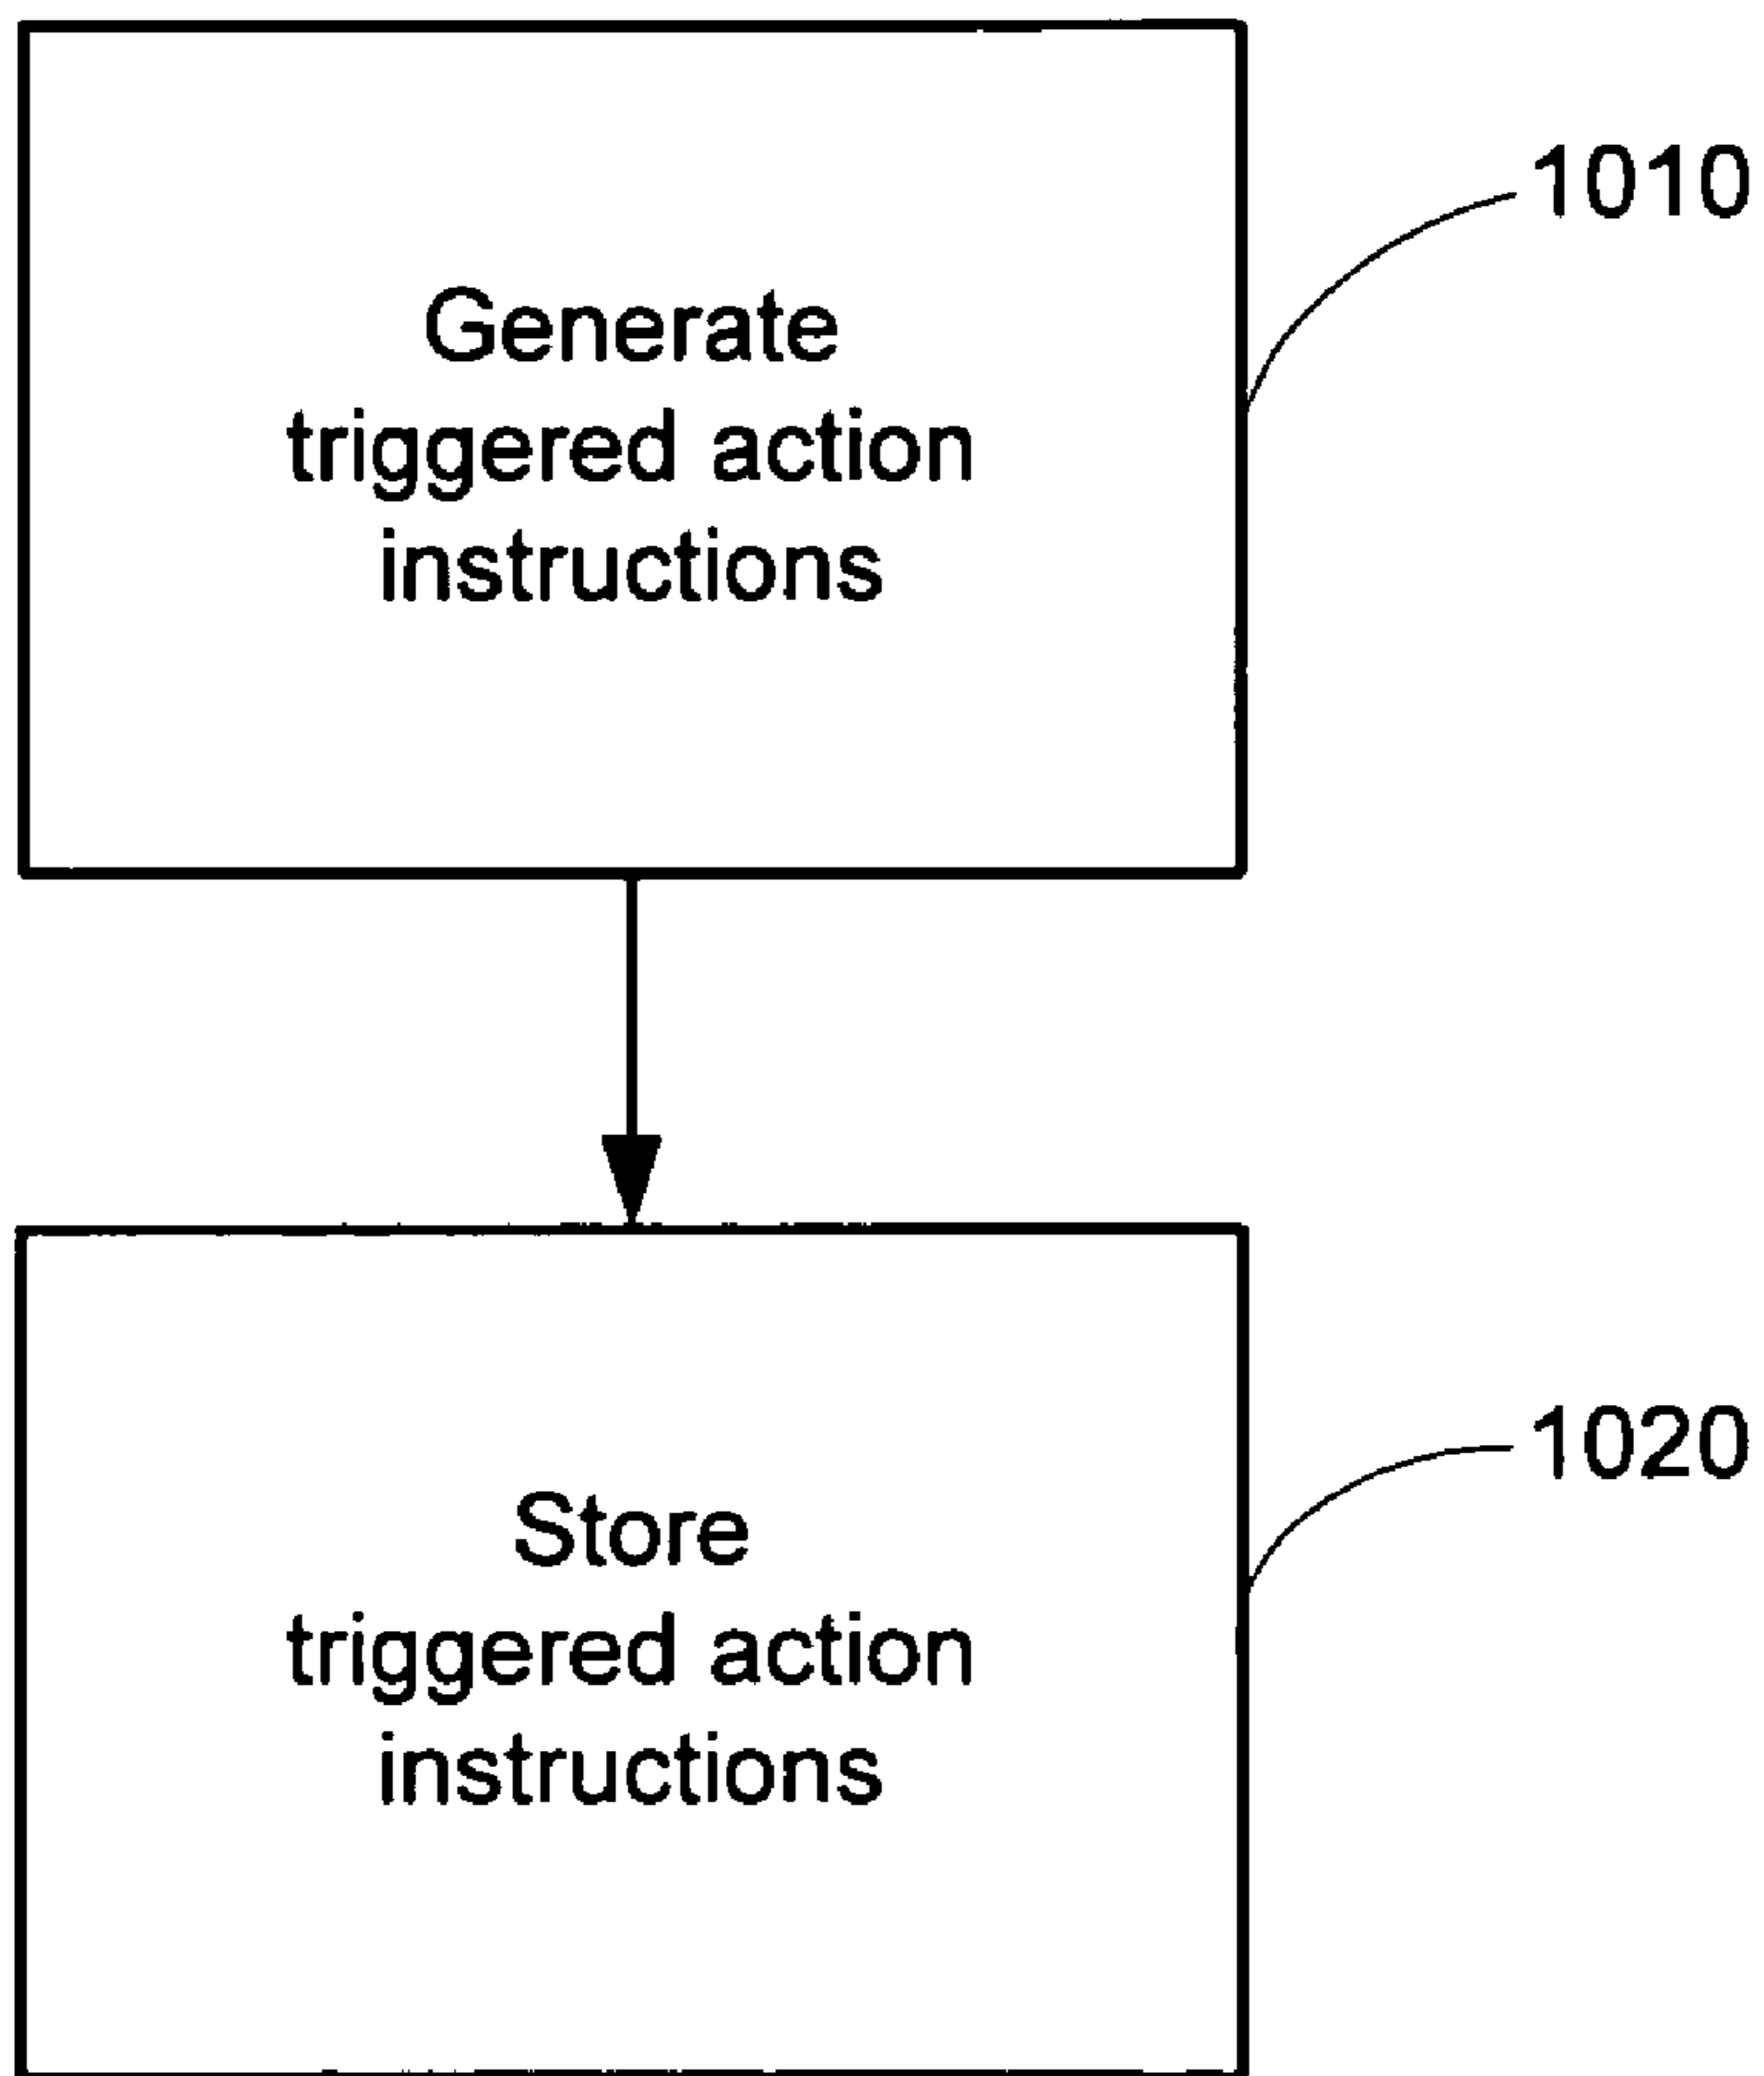 1010
Generate
triggered action
instructions
1020
Store
triggered action
instructions